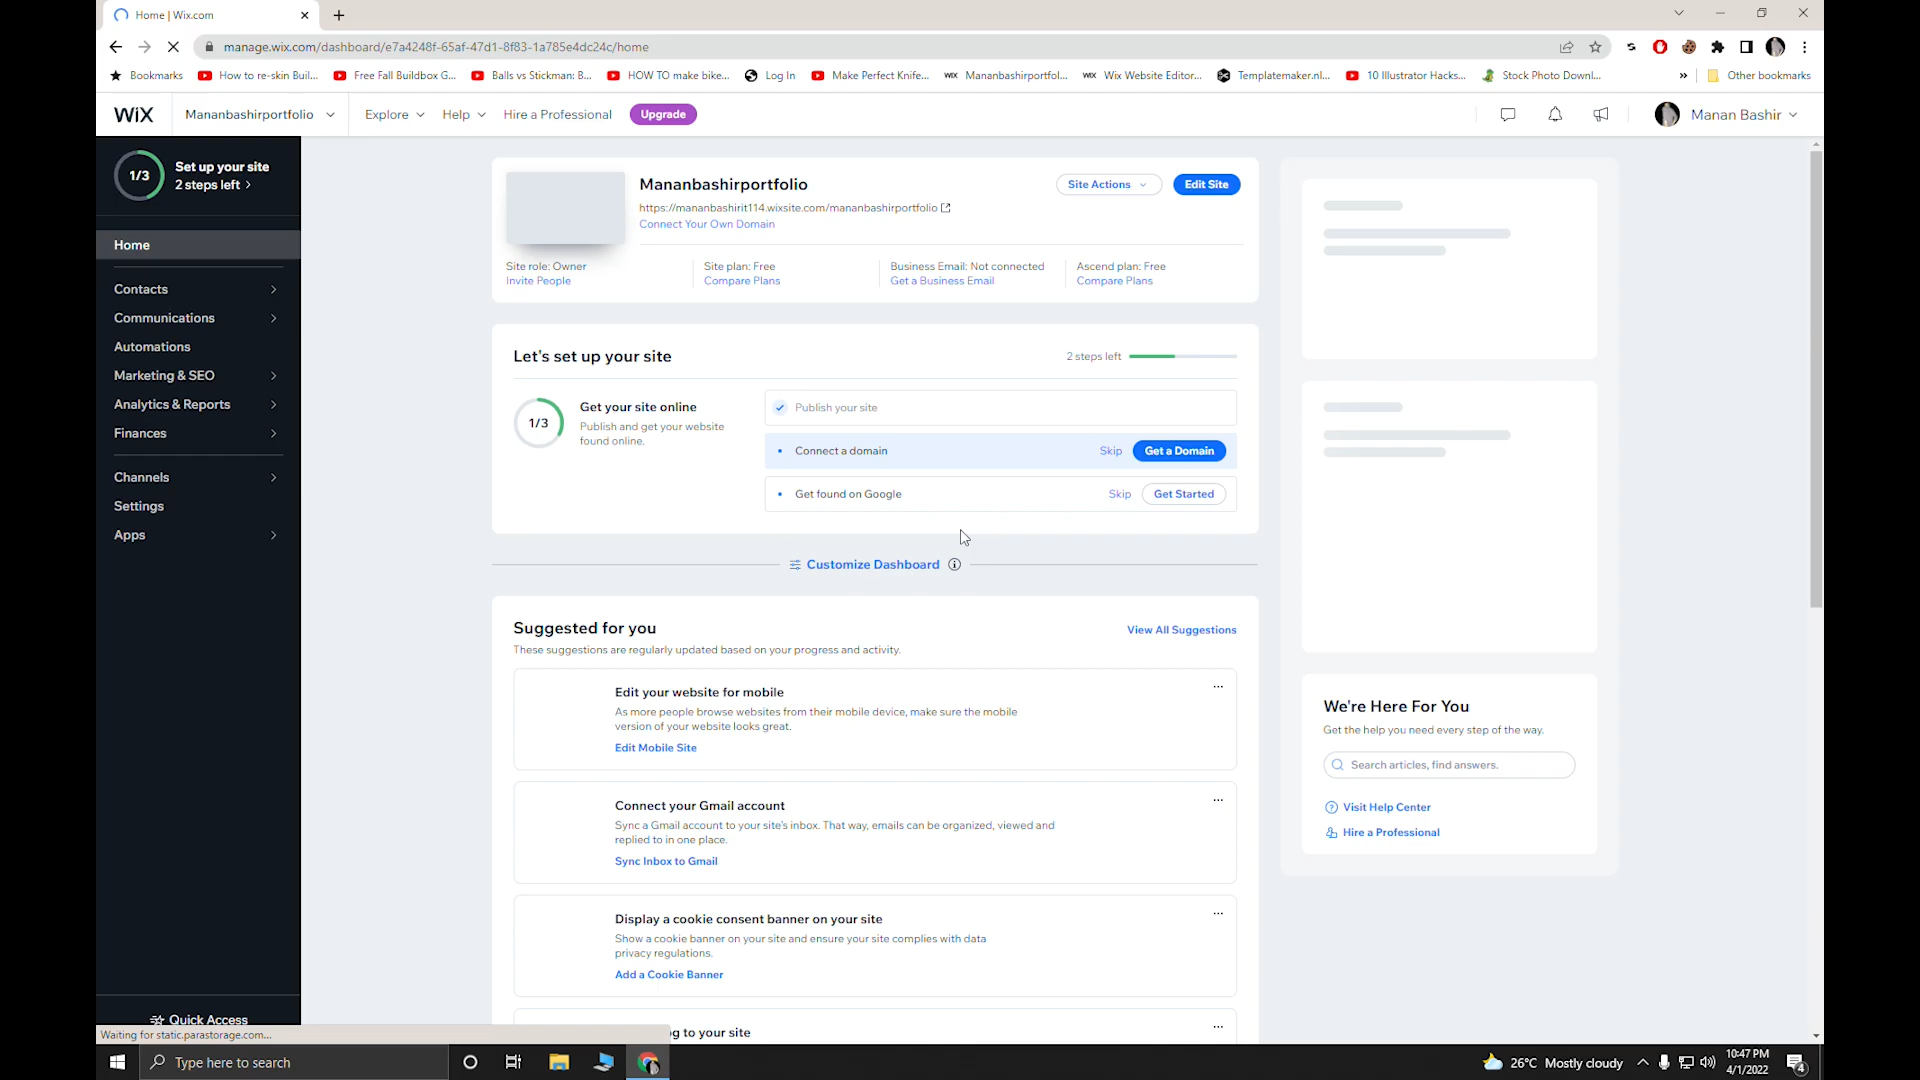 Home | Wix.com
manage.wix.com/dashboard/e7a4248f-65af-47d1-8f83-1a785e4dc24c/home
Bookmarks
How to re-skin Buil...
Free Fall Buildbox G...
Balls vs Stickman: B...
HOW TO make bike...
Log In
Make Perfect Knife...
WIX Mananbashirportfol...
WIX Wix Website Editor...
Templatemaker.nl...
10 Illustrator Hacks...
Stock Photo Downl...
»
Other bookmarks
WiX
Mananbashirportfolio
Explore
Help
Hire a Professional
Upgrade
Manan Bashir
1/3
Set up your site
2 steps left >
Home
Contacts
Communications
Automations
Marketing & SEO
Analytics & Reports
Finances
Channels
Settings
Apps
Quick Access
Waiting for static.parastorage.com...
Mananbashirportfolio
Site Actions
Edit Site
https://mananbashirit114.wixsite.com/mananbashirportfolio
Connect Your Own Domain
Site role: Owner
Invite People
Site plan: Free
Compare Plans
Business Email: Not connected
Get a Business Email
Ascend plan: Free
Compare Plans
Let's set up your site
2 steps left
1/3
Get your site online
Publish and get your website
found online.
Publish your site
Connect a domain
Skip
Get a Domain
Get found on Google
Skip
Get Started
Customize Dashboard
Suggested for you
View All Suggestions
These suggestions are regularly updated based on your progress and activity.
Edit your website for mobile
As more people browse websites from their mobile device, make sure the mobile
version of your website looks great.
Edit Mobile Site
Connect your Gmail account
Sync a Gmail account to your site's inbox. That way, emails can be organized, viewed and
replied to in one place.
Sync Inbox to Gmail
Display a cookie consent banner on your site
Show a cookie banner on your site and ensure your site complies with data
privacy regulations.
Add a Cookie Banner
g to your site
We're Here For You
Get the help you need every step of the way.
Search articles, find answers.
Visit Help Center
Hire a Professional
Type here to search
26°C Mostly cloudy
10:47 PM
4/1/2022
4